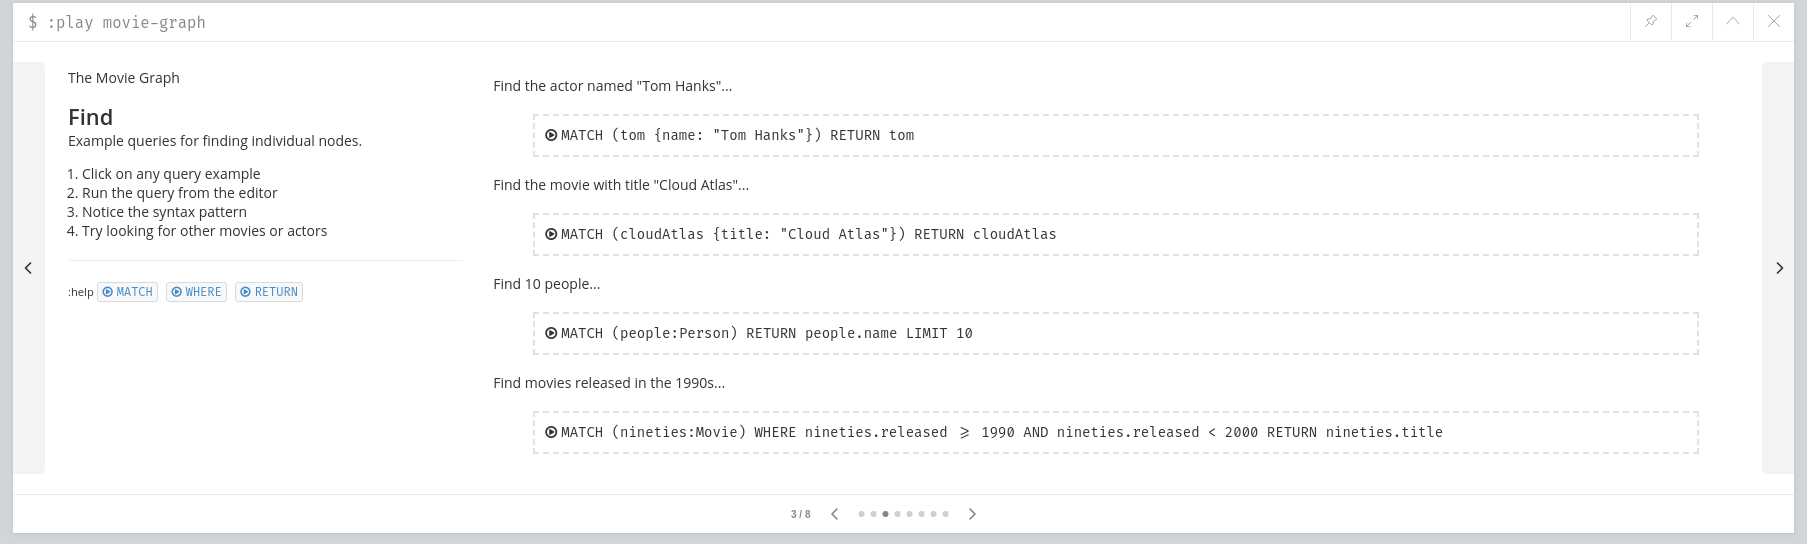 $ :play movie-graph
The Movie Graph
Find
Example queries for finding individual nodes.
1. Click on any query example
2. Run the query from the editor
3. Notice the syntax pattern
4. Try looking for other movies or actors
:help MATCH WHERE RETURN
Find the actor named "Tom Hanks"...
MATCH (tom {name: "Tom Hanks"}) RETURN tom
Find the movie with title "Cloud Atlas"...
MATCH (cloudAtlas {title: "Cloud Atlas"}) RETURN cloudAtlas
Find 10 people...
MATCH (people:Person) RETURN people.name LIMIT 10
Find movies released in the 1990s...
MATCH (nineties:Movie) WHERE nineties.released ⩾ 1990 AND nineties.released < 2000 RETURN nineties.title
3 / 8